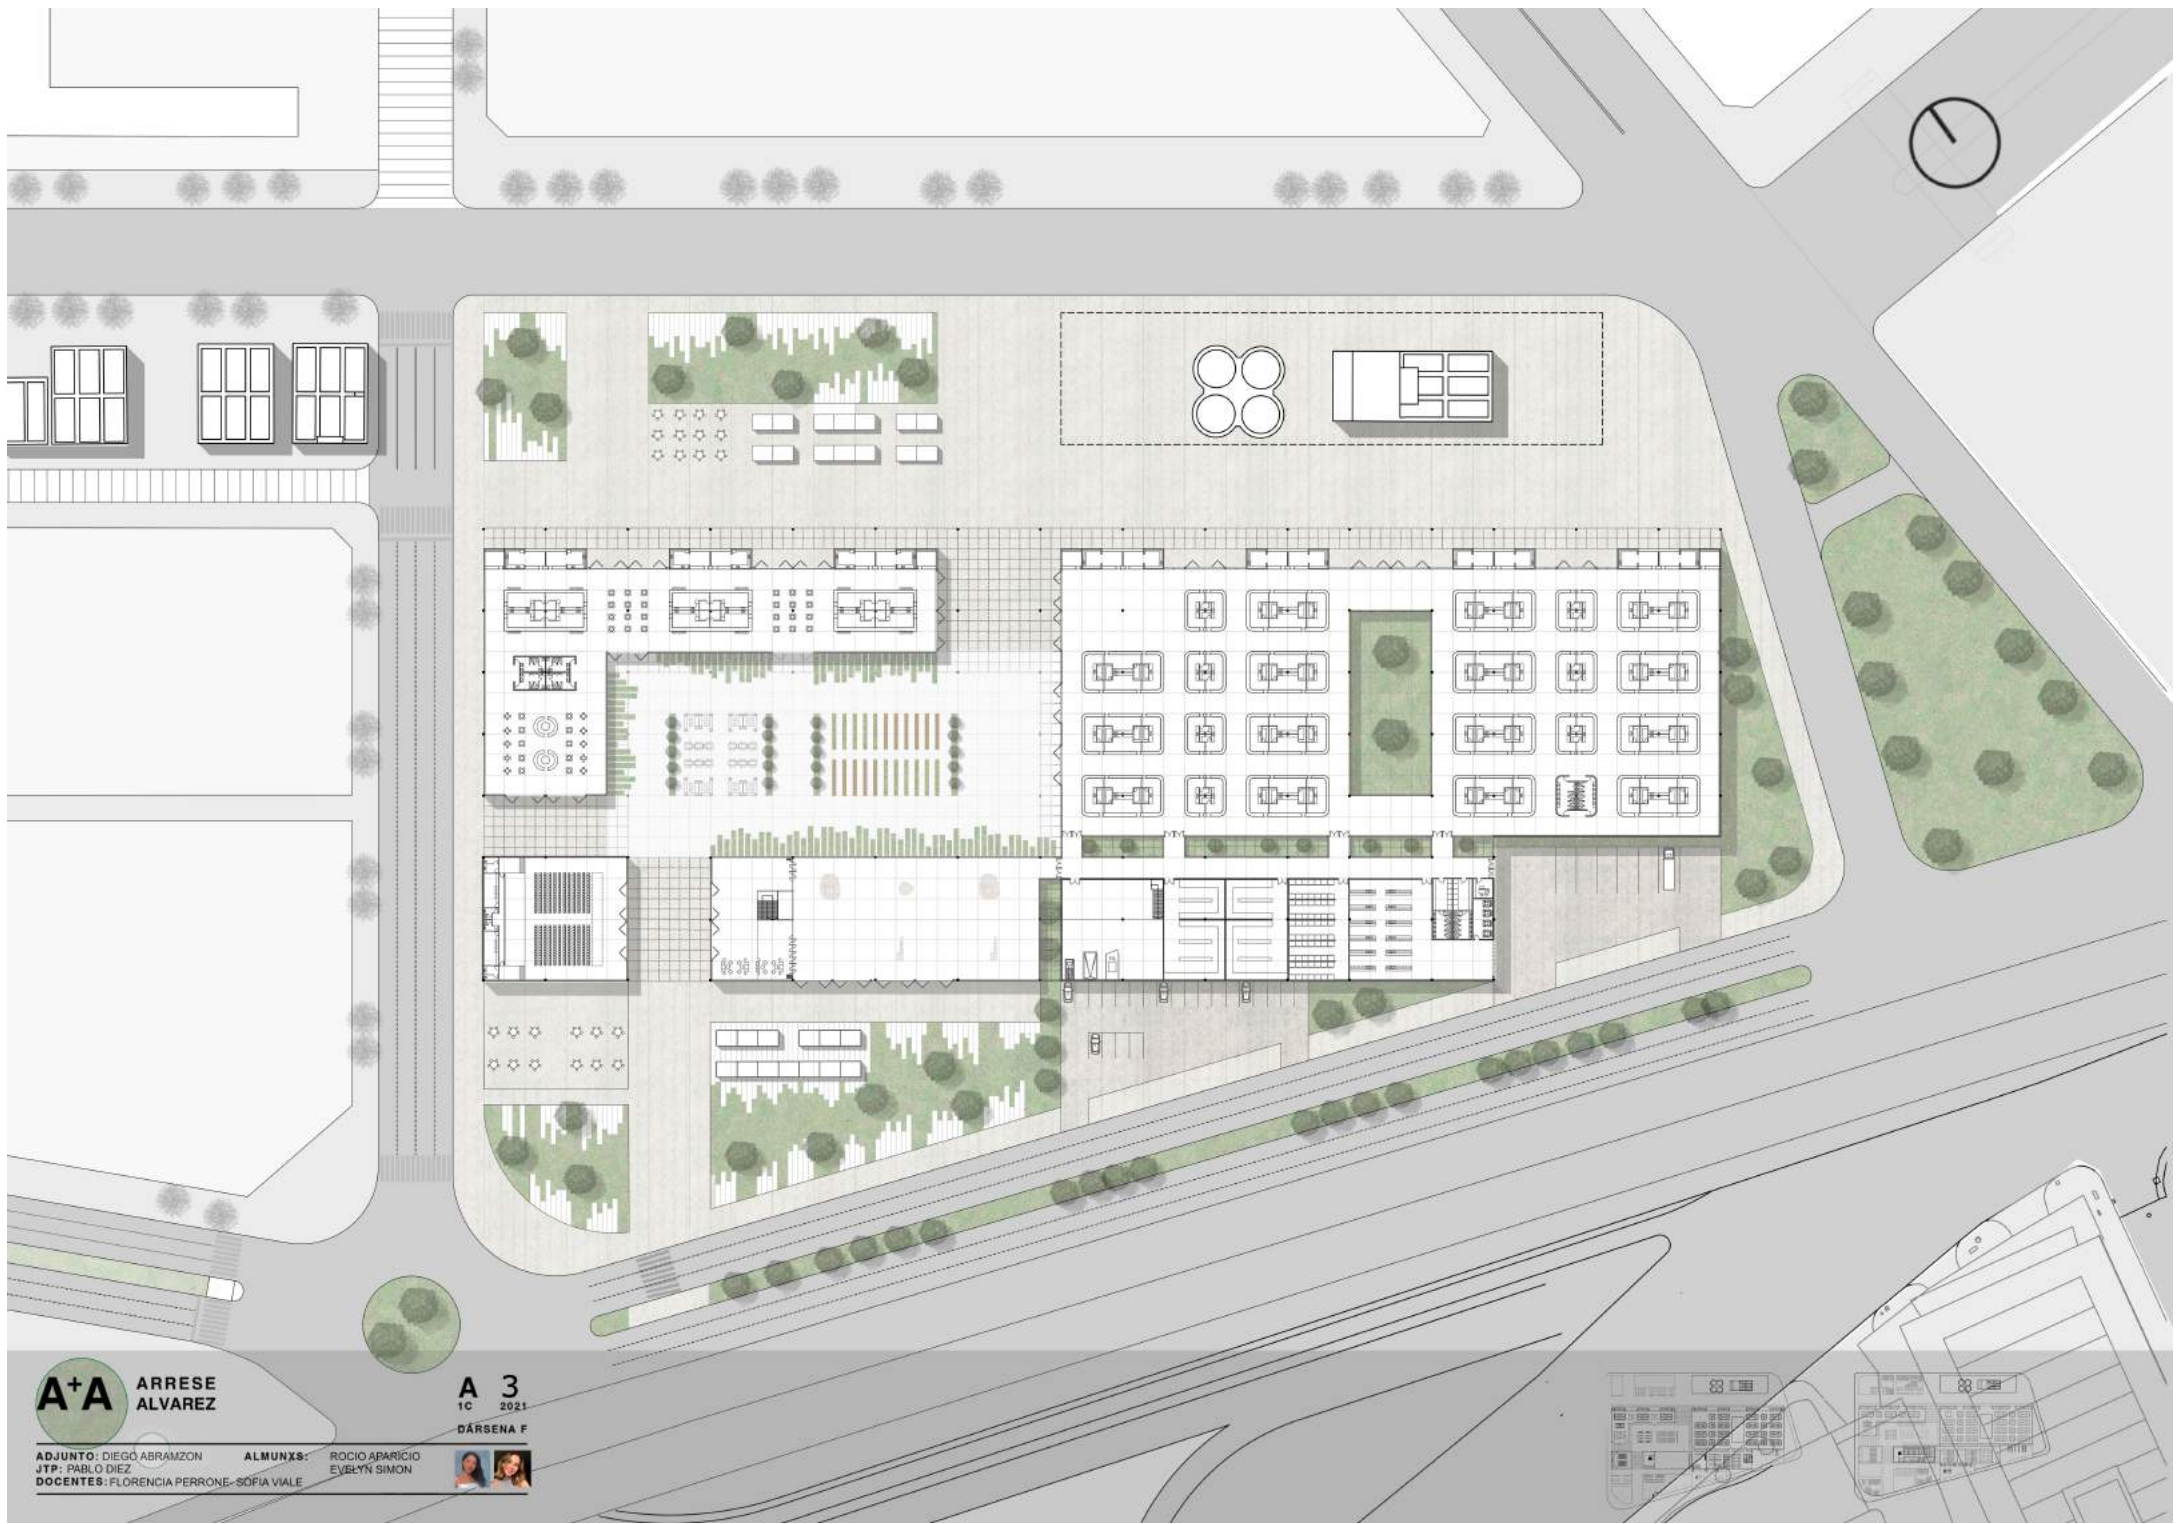 A+A
ARRESE
ALVAREZ
A 3
1C 2021
DÁRSENA F
ADJUNTO: DIEGO ABRAMZON
JTP: PABLO DIEZ
DOCENTES: FLORENCIA PERRONE- SOFIA VIALE
ALMUNXS: ROCIO APARICIO
EVELYN SIMON